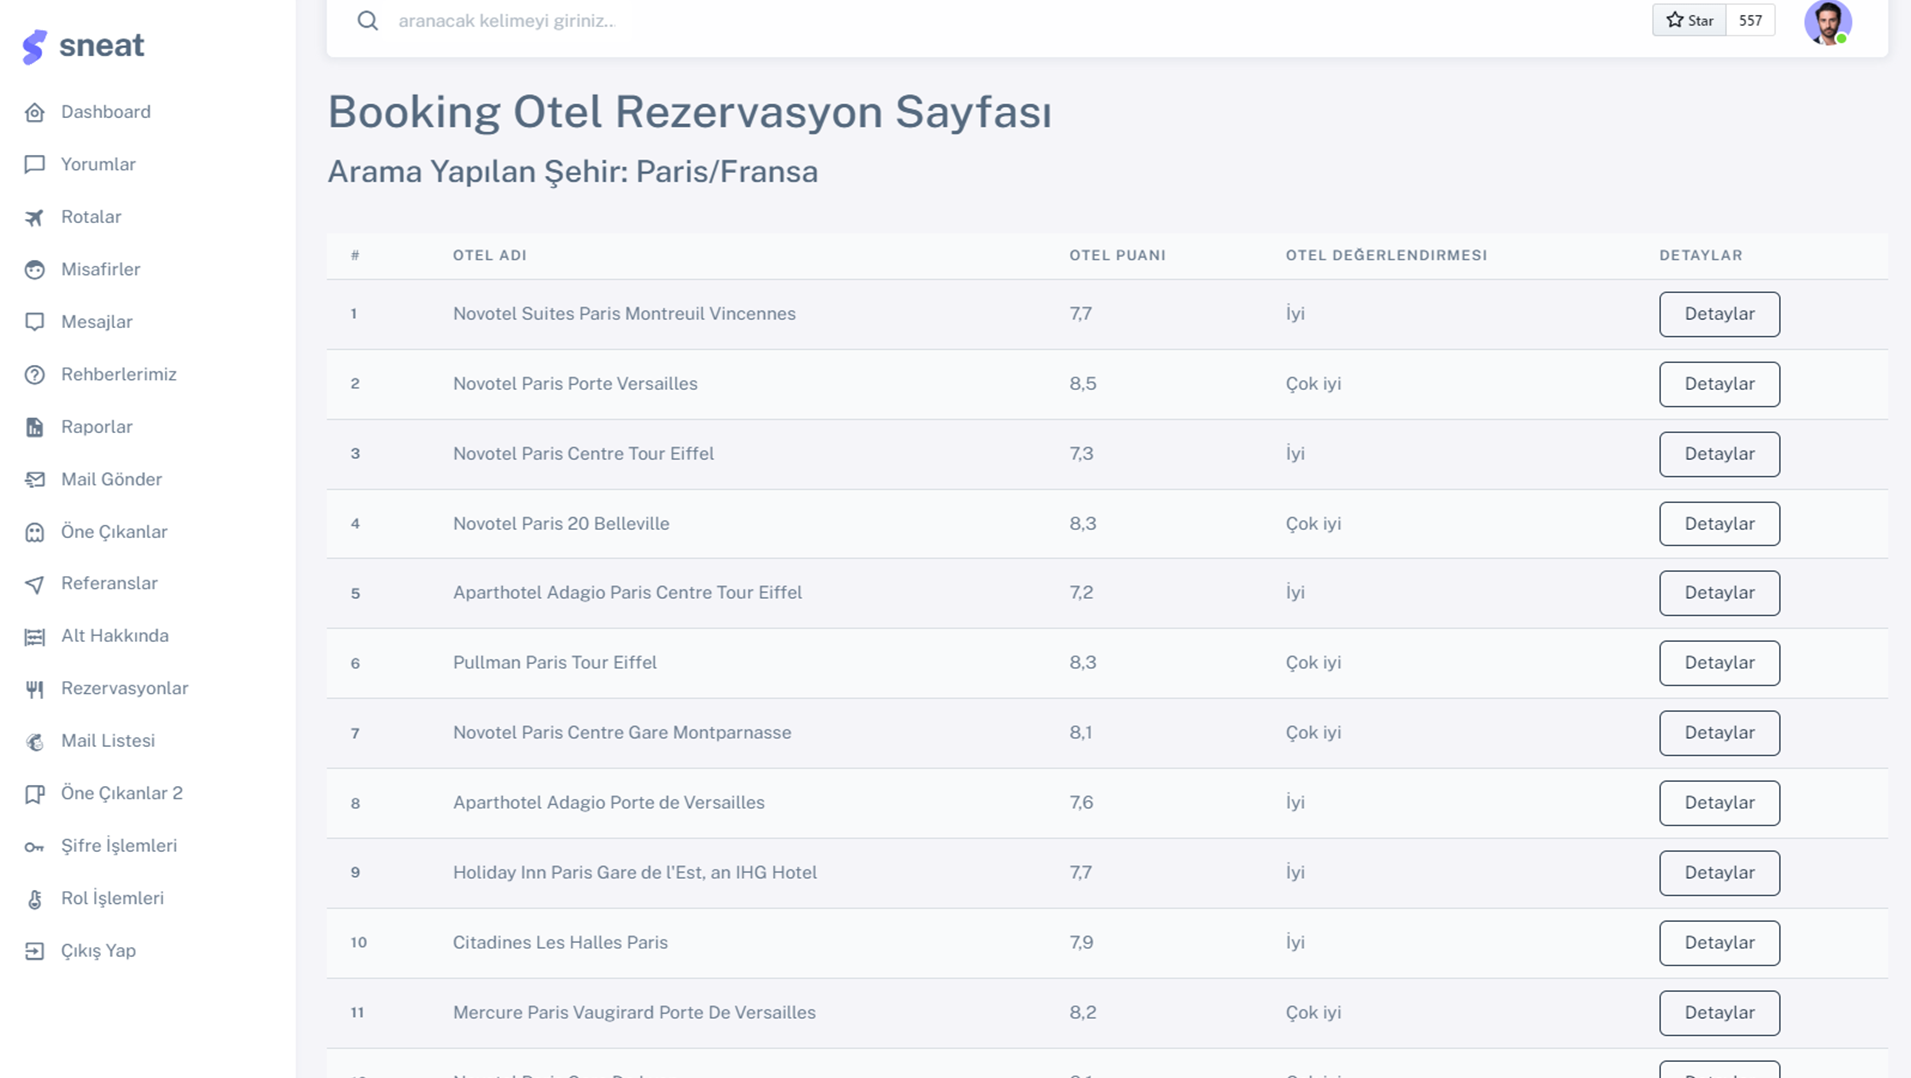 sneat
Dashboard
Yorumlar
Rotalar
Misafirler
Mesajlar
Rehberlerimiz
Raporlar
Mail Gönder
Öne Çıkanlar
Referanslar
Alt Hakkında
Rezervasyonlar
Mail Listesi
Öne Çıkanlar 2
Şifre İşlemleri
Rol İşlemleri
Çıkış Yap
aranacak kelimeyi giriniz..
Star 557
Booking Otel Rezervasyon Sayfası
Arama Yapılan Şehir: Paris/Fransa
# OTEL ADI OTEL PUANI OTEL DEĞERLENDIRMESI DETAYLAR
1 Novotel Suites Paris Montreuil Vincennes 7,7 İyi Detaylar
2 Novotel Paris Porte Versailles 8,5 Çok iyi Detaylar
3 Novotel Paris Centre Tour Eiffel 7,3 İyi Detaylar
4 Novotel Paris 20 Belleville 8,3 Çok iyi Detaylar
5 Aparthotel Adagio Paris Centre Tour Eiffel 7,2 İyi Detaylar
6 Pullman Paris Tour Eiffel 8,3 Çok iyi Detaylar
7 Novotel Paris Centre Gare Montparnasse 8,1 Çok iyi Detaylar
8 Aparthotel Adagio Porte de Versailles 7,6 İyi Detaylar
9 Holiday Inn Paris Gare de l'Est, an IHG Hotel 7,7 İyi Detaylar
10 Citadines Les Halles Paris 7,9 İyi Detaylar
11 Mercure Paris Vaugirard Porte De Versailles 8,2 Çok iyi Detaylar